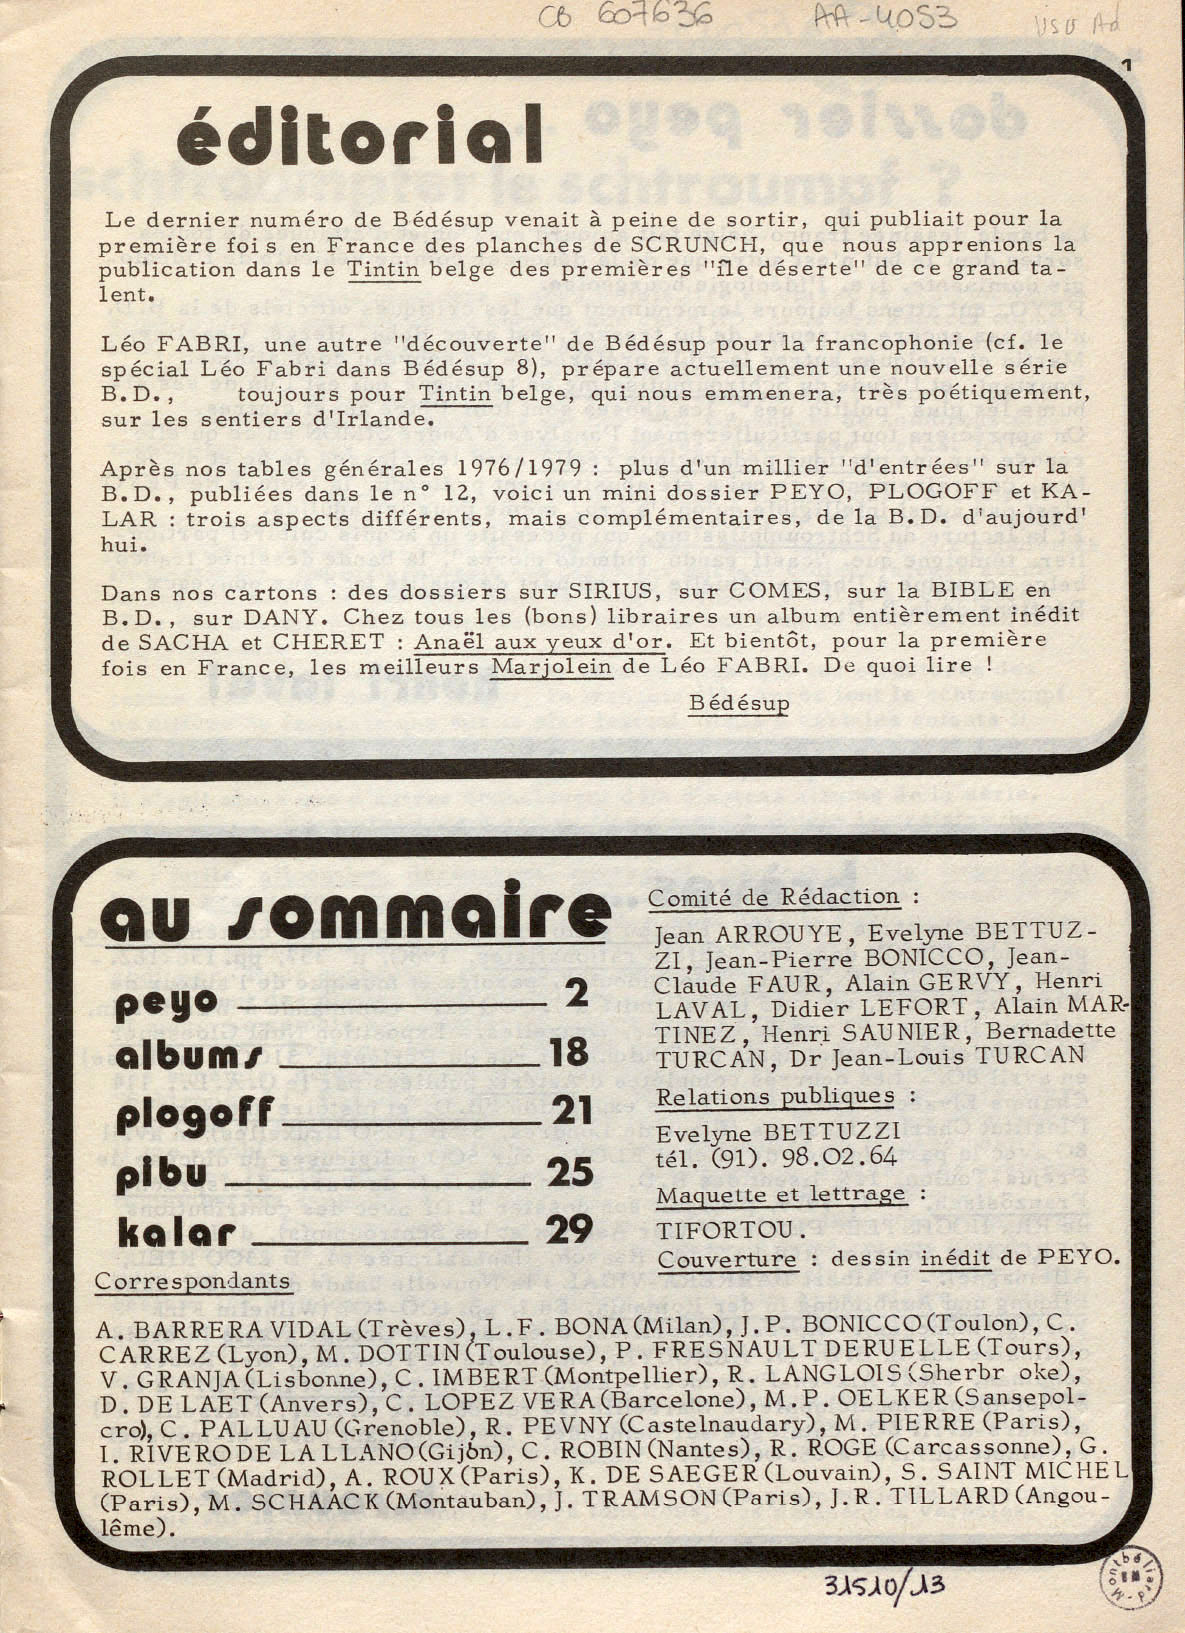 CB 607636 AA-4053 USU Ad
1
éditorial
Le dernier numéro de Bédésup venait à peine de sortir, qui publiait pour la
première fois en France des planches de SCRUNCH, que nous apprenions la
publication dans le Tintin belge des premières "île déserte" de ce grand ta-
lent.
Léo FABRI, une autre "découverte" de Bédésup pour la francophonie (cf. le
spécial Léo Fabri dans Bédésup 8), prépare actuellement une nouvelle série
B.D., toujours pour Tintin belge, qui nous emmenera, très poétiquement,
sur les sentiers d'Irlande.
Après nos tables générales 1976/1979 : plus d'un millier "d'entrées" sur la
B.D., publiées dans le n° 12, voici un mini dossier PEYO, PLOGOFF et KA-
LAR : trois aspects différents, mais complémentaires, de la B.D. d'aujourd'
hui.
Dans nos cartons : des dossiers sur SIRIUS, sur COMES, sur la BIBLE en
B.D., sur DANY. Chez tous les (bons) libraires un album entièrement inédit
de SACHA et CHERET : Anaël aux yeux d'or. Et bientôt, pour la première
fois en France, les meilleurs Marjolein de Léo FABRI. De quoi lire !
Bédésup
au sommaire
peyo 2
albums 18
plogoff 21
pibu 25
kalar 29
Comité de Rédaction :
Jean ARROUYE, Evelyne BETTUZ-
ZI, Jean-Pierre BONICCO, Jean-
Claude FAUR, Alain GERVY, Henri
LAVAL, Didier LEFORT, Alain MAR-
TINEZ, Henri SAUNIER, Bernadette
TURCAN, Dr Jean-Louis TURCAN
Relations publiques :
Evelyne BETTUZZI
tél. (91). 98.02.64
Maquette et lettrage :
TIFORTOU.
Couverture : dessin inédit de PEYO.
Correspondants
A. BARRERA VIDAL (Trèves), L.F. BONA (Milan), J.P. BONICCO (Toulon), C.
CARREZ (Lyon), M. DOTTIN (Toulouse), P. FRESNAULT DERUELLE (Tours),
V. GRANJA (Lisbonne), C. IMBERT (Montpellier), R. LANGLOIS (Sherbr oke),
D. DE LAET (Anvers), C. LOPEZ VERA (Barcelone), M.P. OELKER (Sansepol-
cro), C. PALLUAU (Grenoble), R. PEVNY (Castelnaudary), M. PIERRE (Paris),
I. RIVERO DE LA LLANO (Gijón), C. ROBIN (Nantes), R. ROGE (Carcassonne), G.
ROLLET (Madrid), A. ROUX (Paris), K. DE SAEGER (Louvain), S. SAINT MICHEL
(Paris), M. SCHAACK (Montauban), J. TRAMSON (Paris), J.R. TILLARD (Angou-
lême).
31510/13
Montbéliard